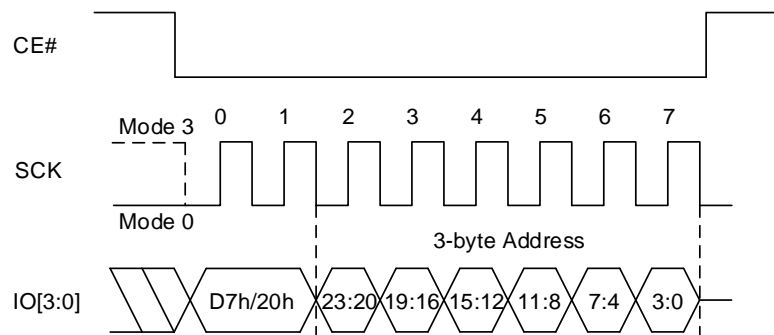 CE#
Mode 3
0 1 2 3 4 5 6 7
SCK
Mode 0
3-byte Address
IO[3:0]
D7h/20h 23:20 19:16 15:12 11:8 7:4 3:0